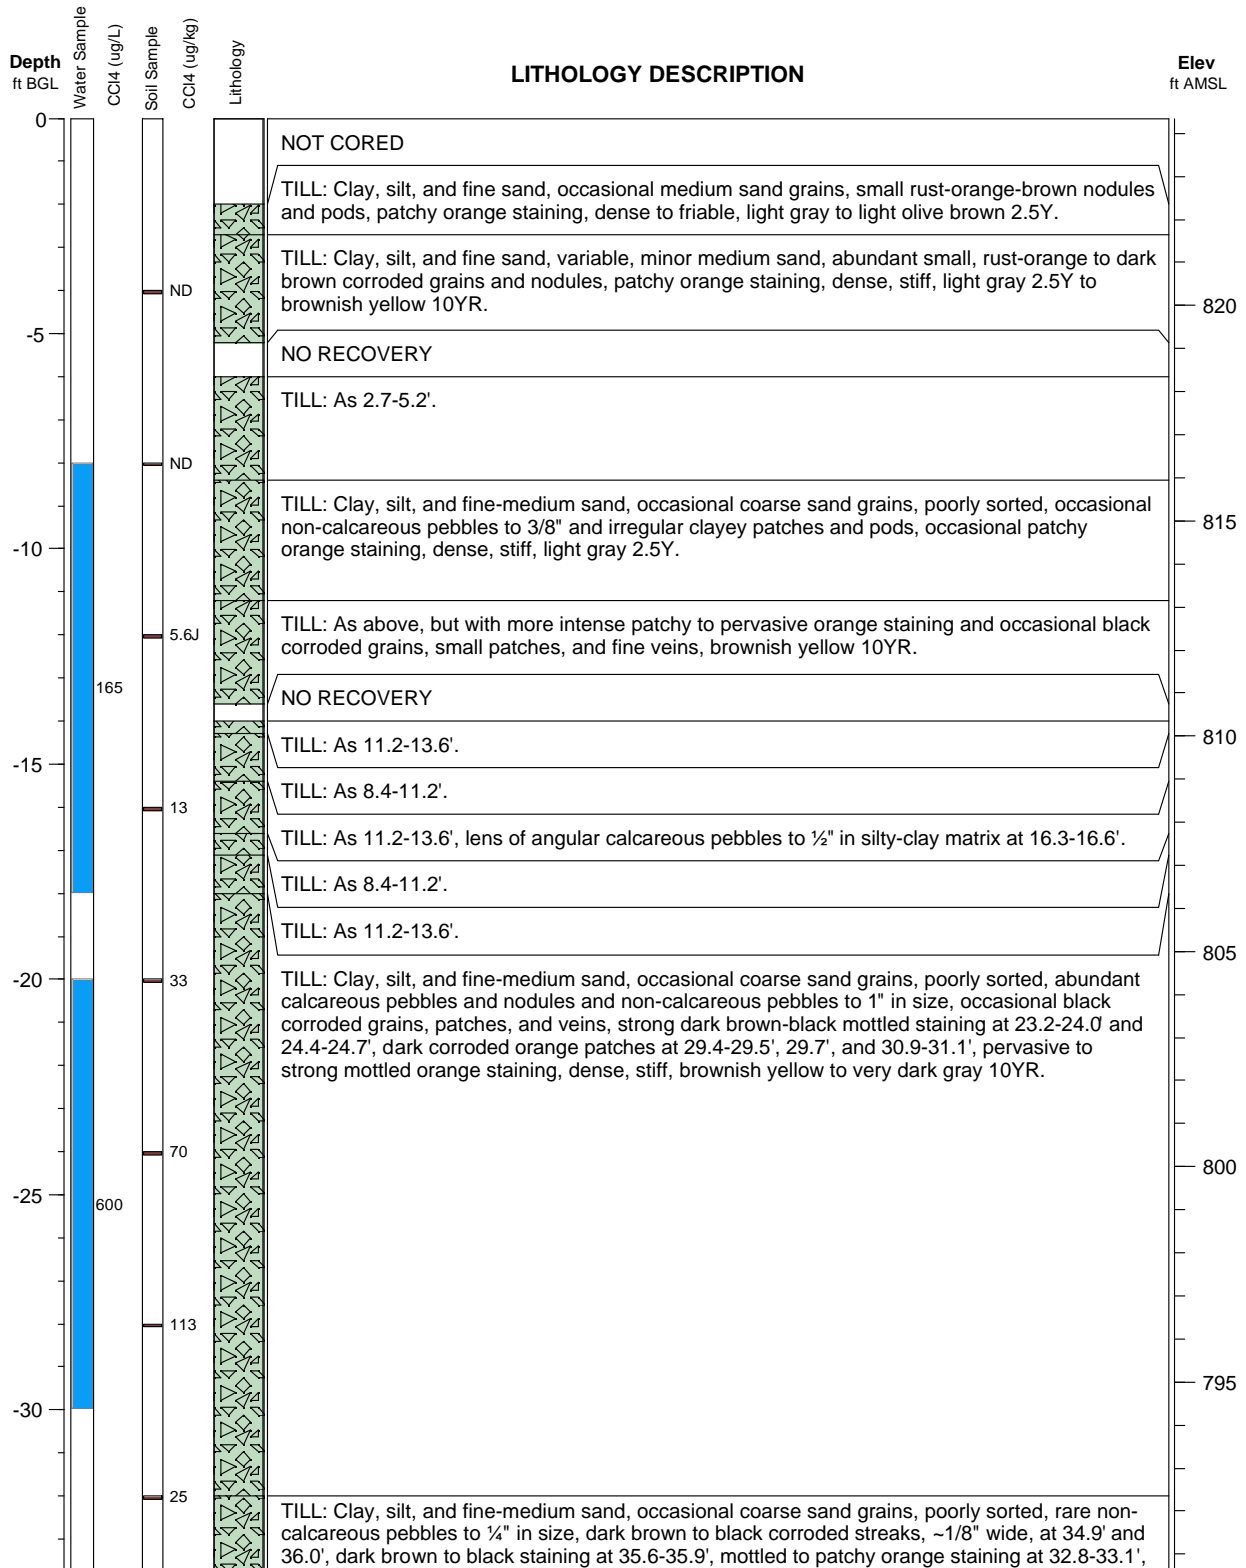 Depth
ft BGL
Water Sample
CCl4 (ug/L)
Soil Sample
CCl4 (ug/kg)
Lithology
LITHOLOGY DESCRIPTION
Elev
ft AMSL
0
NOT CORED
TILL: Clay, silt, and fine sand, occasional medium sand grains, small rust-orange-brown nodules
and pods, patchy orange staining, dense to friable, light gray to light olive brown 2.5Y.
TILL: Clay, silt, and fine sand, variable, minor medium sand, abundant small, rust-orange to dark
brown corroded grains and nodules, patchy orange staining, dense, stiff, light gray 2.5Y to
brownish yellow 10YR.
ND
820
-5
NO RECOVERY
TILL: As 2.7-5.2'.
ND
TILL: Clay, silt, and fine-medium sand, occasional coarse sand grains, poorly sorted, occasional
non-calcareous pebbles to 3/8" and irregular clayey patches and pods, occasional patchy
orange staining, dense, stiff, light gray 2.5Y.
815
-10
TILL: As above, but with more intense patchy to pervasive orange staining and occasional black
corroded grains, small patches, and fine veins, brownish yellow 10YR.
5.6J
165
NO RECOVERY
810
TILL: As 11.2-13.6'.
-15
TILL: As 8.4-11.2'.
13
TILL: As 11.2-13.6', lens of angular calcareous pebbles to ½" in silty-clay matrix at 16.3-16.6'.
TILL: As 8.4-11.2'.
TILL: As 11.2-13.6'.
805
-20
33
TILL: Clay, silt, and fine-medium sand, occasional coarse sand grains, poorly sorted, abundant
calcareous pebbles and nodules and non-calcareous pebbles to 1" in size, occasional black
corroded grains, patches, and veins, strong dark brown-black mottled staining at 23.2-24.0' and
24.4-24.7', dark corroded orange patches at 29.4-29.5', 29.7', and 30.9-31.1', pervasive to
strong mottled orange staining, dense, stiff, brownish yellow to very dark gray 10YR.
70
800
-25
600
113
795
-30
25
TILL: Clay, silt, and fine-medium sand, occasional coarse sand grains, poorly sorted, rare non-
calcareous pebbles to ¼" in size, dark brown to black corroded streaks, ~1/8" wide, at 34.9' and
36.0', dark brown to black staining at 35.6-35.9', mottled to patchy orange staining at 32.8-33.1',